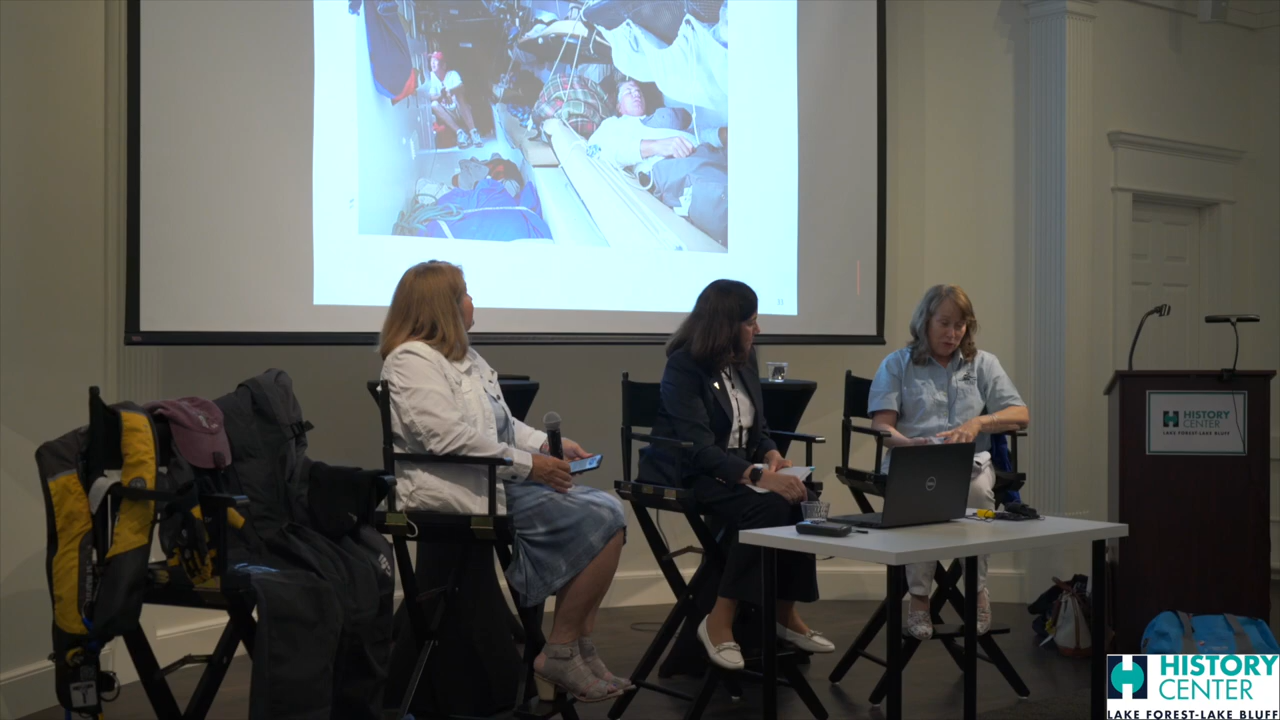 HISTORY
CENTER
LAKE FOREST-LAKE BLUFF
DELL
HISTORY
CENTER
LAKE FOREST-LAKE BLUFF